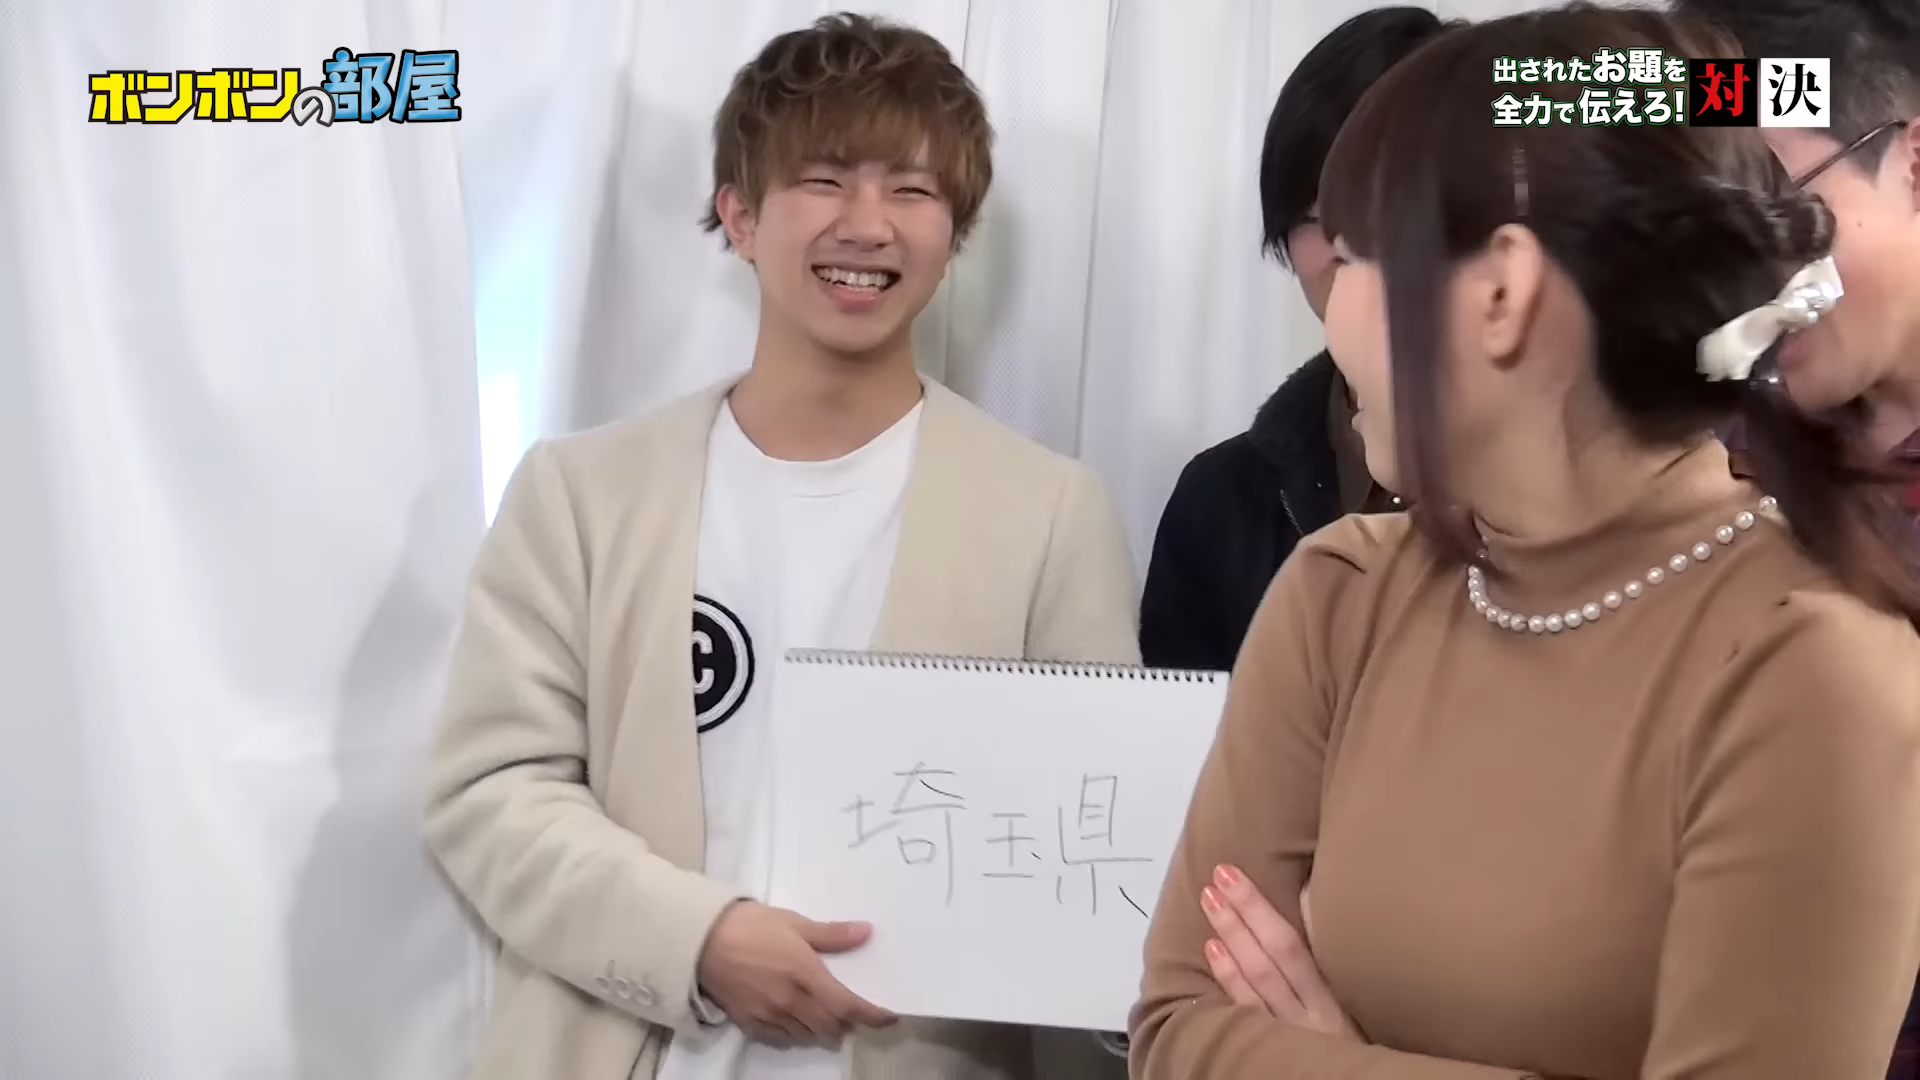 ボンボンの部屋
出されたお題を
全力で伝えろ!
対決
C
埼玉県